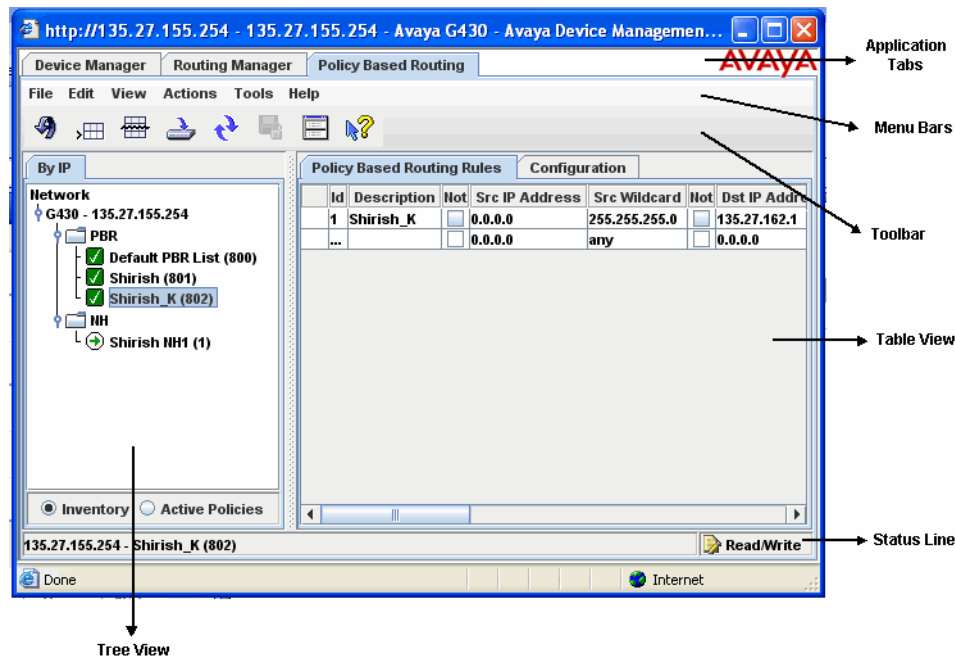 http://135.27.155.254 - 135.27.155.254 - Avaya G430 - Avaya Device Managemen...
Device Manager Routing Manager Policy Based Routing AVAYA
File Edit View Actions Tools Help
By IP
Network
G430 - 135.27.155.254
PBR
Default PBR List (800)
Shirish (801)
Shirish_K (802)
NH
Shirish NH1 (1)
Inventory Active Policies
Policy Based Routing Rules Configuration
Id Description Not Src IP Address Src Wildcard Not Dst IP Addre
1 Shirish_K 0.0.0.0 255.255.255.0 135.27.162.1
... 0.0.0.0 any 0.0.0.0
135.27.155.254 - Shirish_K (802) Read/Write
Done Internet
Application
Tabs
Menu Bars
Toolbar
Table View
Status Line
Tree View